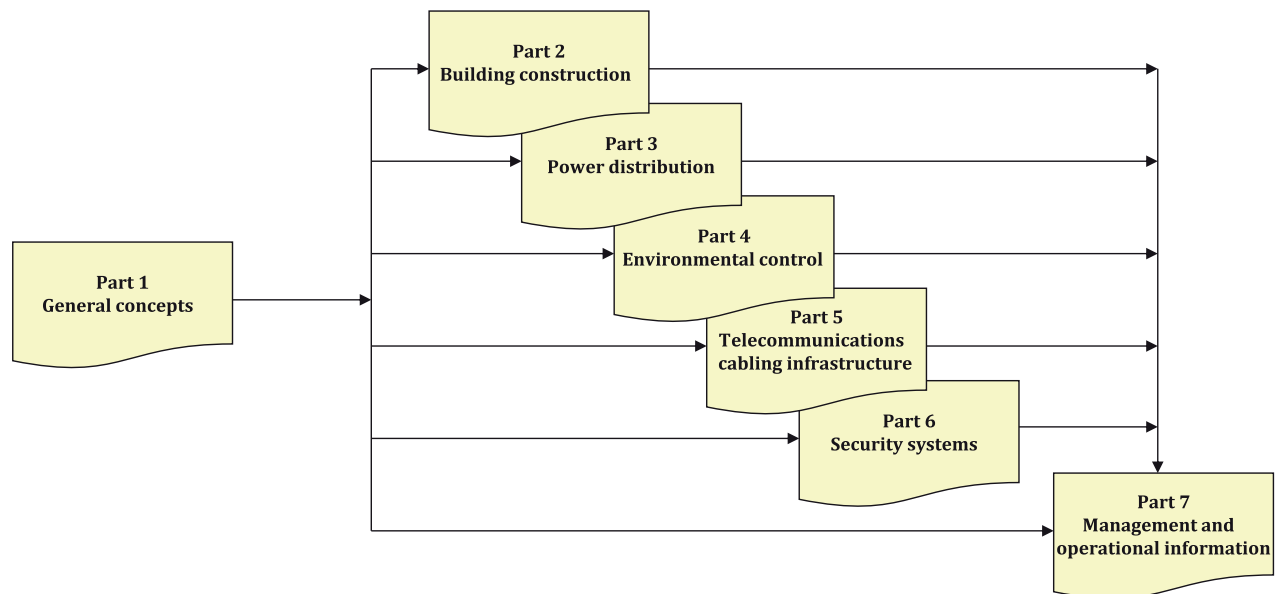 Part 2
Building construction
Part 3
Power distribution
Part 4
Environmental control
Part 1
General concepts
Part 5
Telecommunications
cabling infrastructure
Part 6
Security systems
Part 7
Management and
operational information